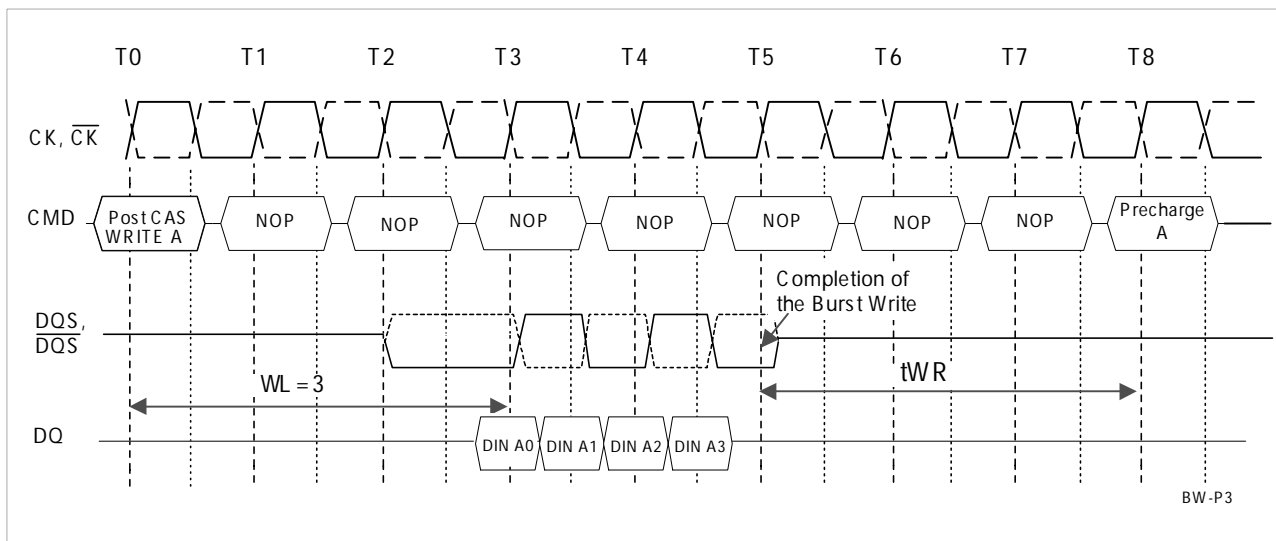 T0 T1 T2 T3 T4 T5 T6 T7 T8
CK, CK
CMD
Post CAS
WRITE A
NOP NOP NOP NOP NOP NOP NOP
Precharge
A
Completion of
the Burst Write
DQS,
DQS
WL = 3
tWR
DQ
DIN A0 DIN A1 DIN A2 DIN A3
BW-P3